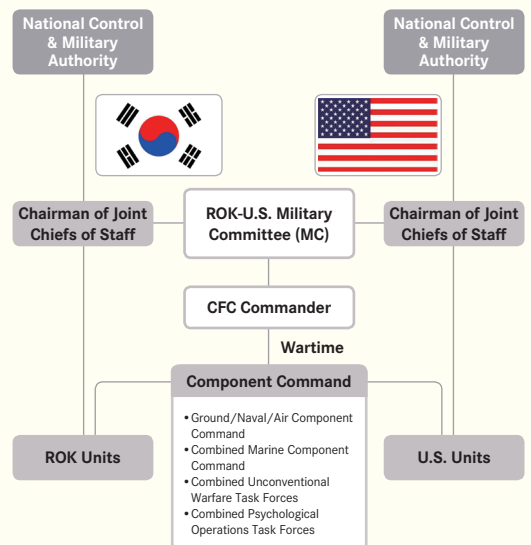 National Control
& Military
Authority
National Control
& Military
Authority
Chairman of Joint
Chiefs of Staff
ROK-U.S. Military
Committee (MC)
Chairman of Joint
Chiefs of Staff
CFC Commander
Wartime
Component Command
• Ground/Naval/Air Component
Command
• Combined Marine Component
Command
• Combined Unconventional
Warfare Task Forces
• Combined Psychological
Operations Task Forces
ROK Units
U.S. Units